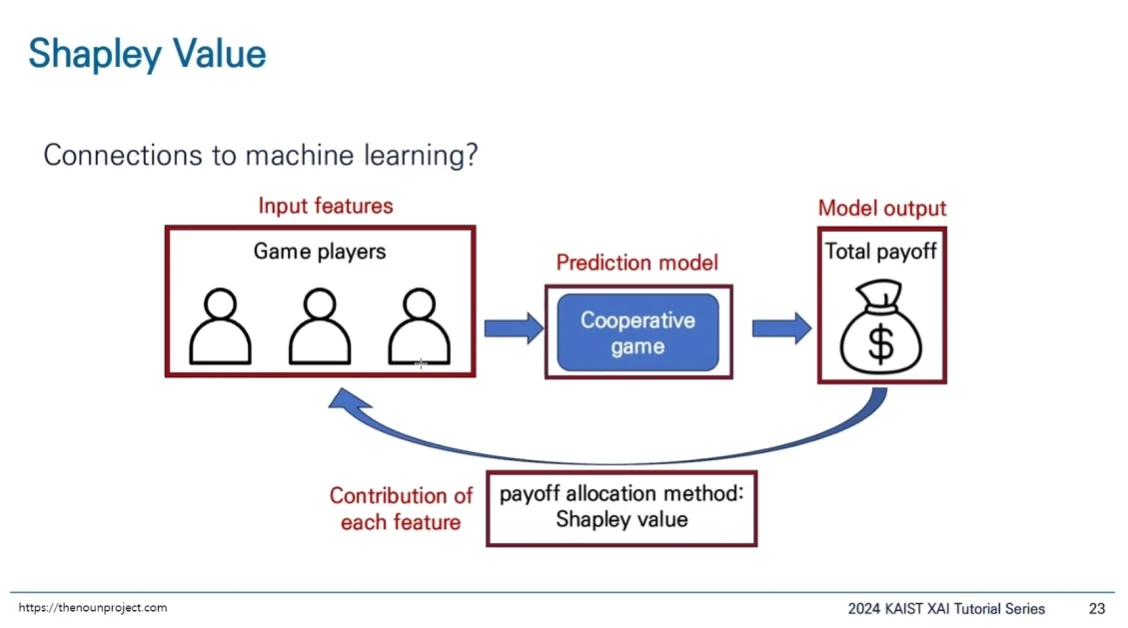 Shapley Value
Connections to machine learning?
Input features
Game players
Prediction model
Cooperative
game
Model output
Total payoff
$
Contribution of
each feature
payoff allocation method:
Shapley value
https://thenounproject.com
2024 KAIST XAI Tutorial Series
23